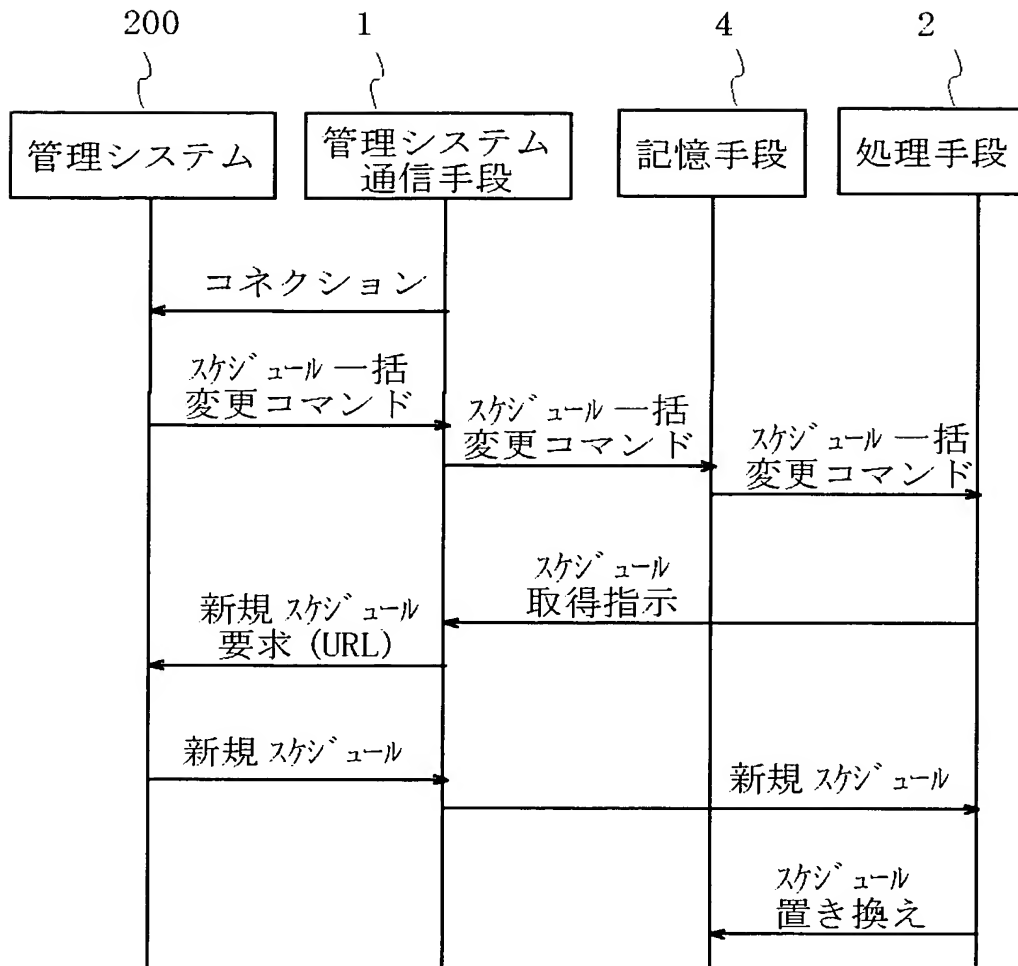 200
1
4
2
管理システム
管理システム
通信手段
記憶手段
処理手段
コネクション
スケジュール一括
変更コマンド
スケジュール一括
変更コマンド
スケジュール一括
変更コマンド
スケジュール
取得指示
新規スケジュール
要求(URL)
新規スケジュール
新規スケジュール
スケジュール
置き換え